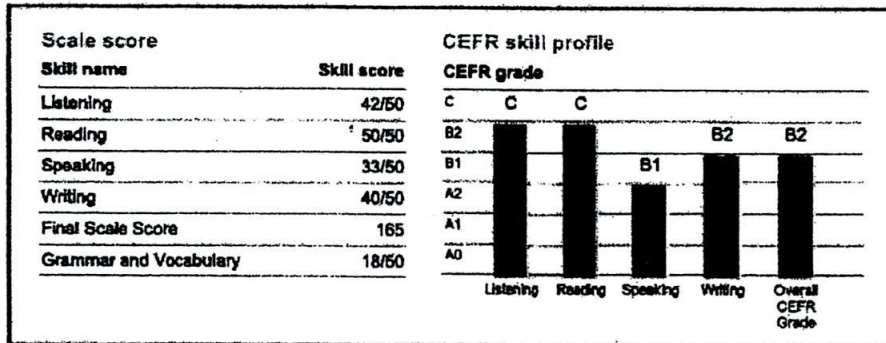 Scale score
Skill name Skill score
Listening 42/50
Reading 50/50
Speaking 33/50
Writing 40/50
Final Scale Score 165
Grammar and Vocabulary 18/50
CEFR skill profile
CEFR grade
C C C
B2 B2 B2
B1 B1
A2
A1
A0
Listening Reading Speaking Writing Overall
CEFR
Grade